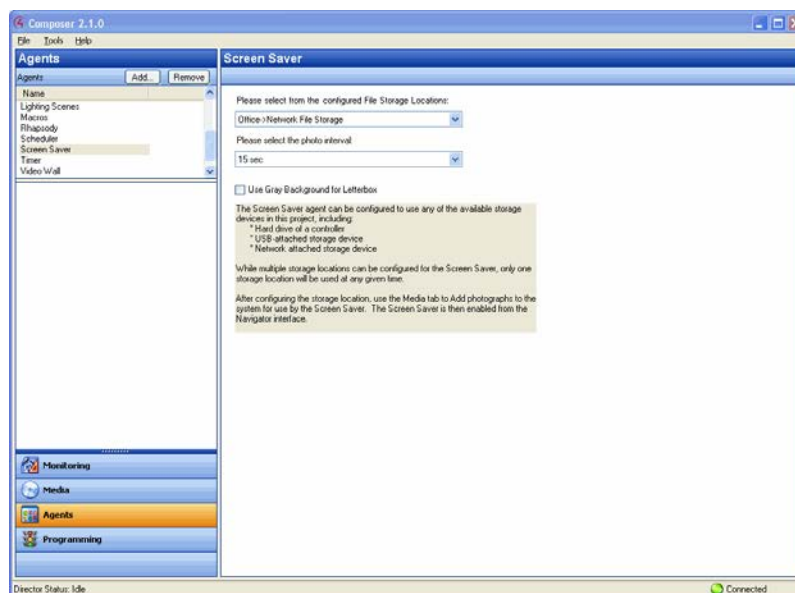 Composer 2.1.0
File Tools Help
Agents
Agents Add... Remove
Name
Lighting Scenes
Macros
Rhapsody
Scheduler
Screen Saver
Timer
Video Wall
Monitoring
Media
Agents
Programming
Screen Saver
Please select from the configured File Storage Locations:
Office->Network File Storage
Please select the photo interval:
15 sec
Use Gray Background for Letterbox
The Screen Saver agent can be configured to use any of the available storage
devices in this project, including:
* Hard drive of a controller
* USB-attached storage device
* Network attached storage device
While multiple storage locations can be configured for the Screen Saver, only one
storage location will be used at any given time.
After configuring the storage location, use the Media tab to Add photographs to the
system for use by the Screen Saver. The Screen Saver is then enabled from the
Navigator interface.
Director Status: Idle
Connected